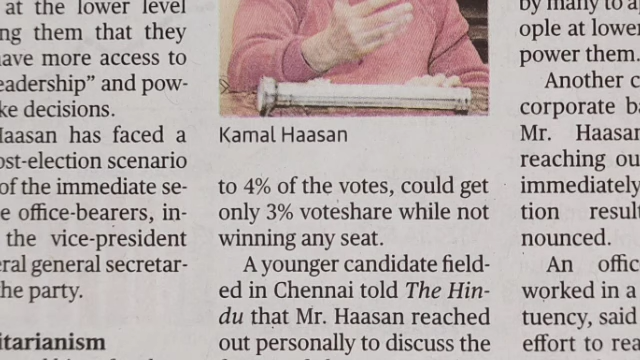 at the lower level
ing them that they
have more access to
eadership” and pow-
ke decisions.
Haasan has faced a
ost-election scenario
of the immediate se-
e office-bearers, in-
the vice-president
eral general secretar-
he party.
itarianism
Kamal Haasan
to 4% of the votes, could get
only 3% voteshare while not
winning any seat.
A younger candidate field-
ed in Chennai told The Hin-
du that Mr. Haasan reached
out personally to discuss the
by many to a
ople at lower
power them.
Another c
corporate ba
Mr. Haasan
reaching ou
immediately
tion result
nounced.
An offic
worked in a
tuency, said
effort to rea